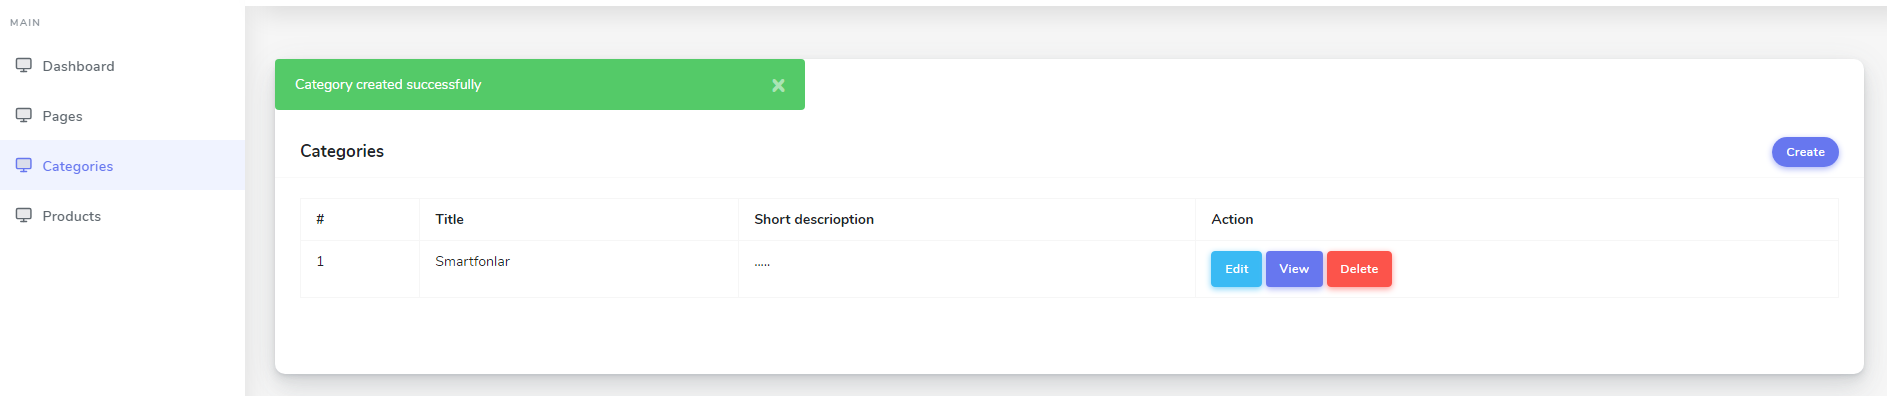 MAIN
Dashboard
Pages
Categories
Products
Category created successfully ×
Categories
Create
# Title Short descrioption Action
1 Smartfonlar ..... Edit View Delete